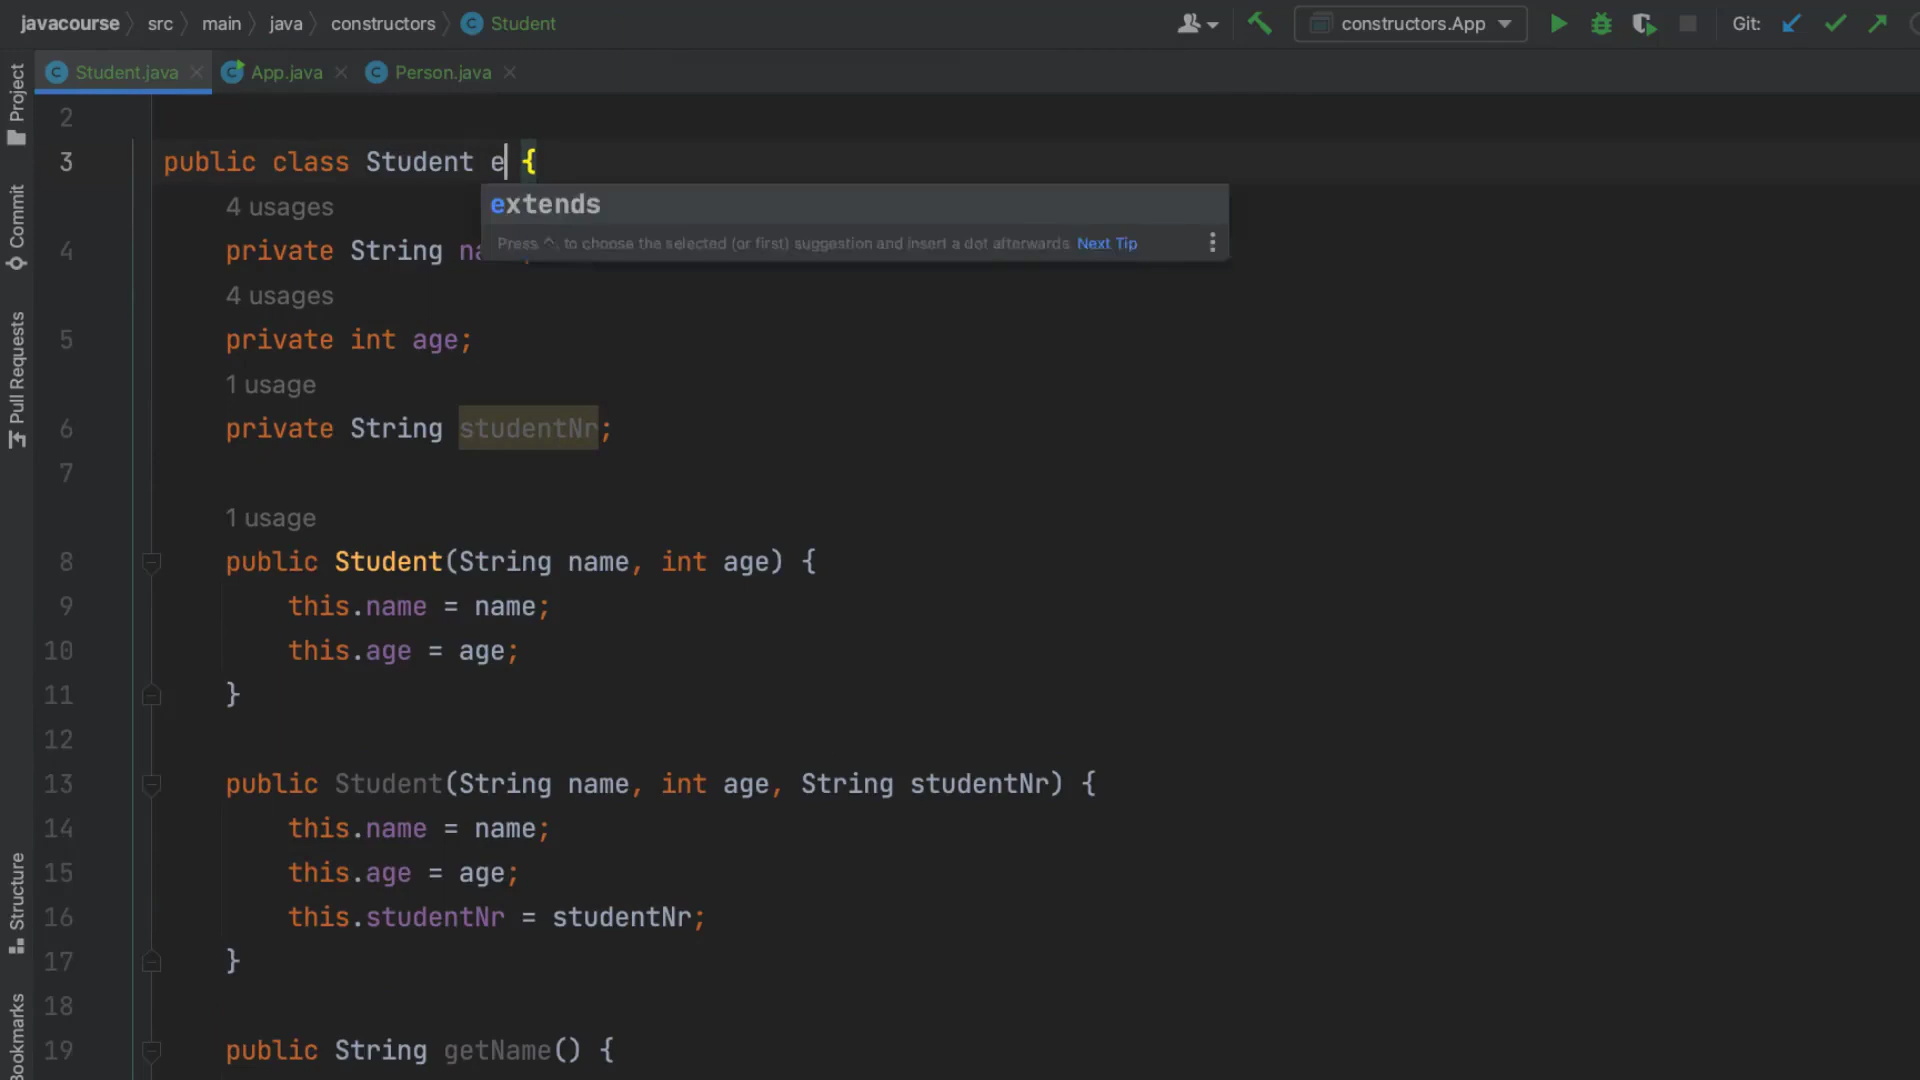 javacourse src main java constructors Student
constructors.App
Git:
Student.java App.java Person.java
Project
Commit
Pull Requests
Structure
Bookmarks
2
3 public class Student e {
extends
Press ^. to choose the selected (or first) suggestion and insert a dot afterwards Next Tip
4 usages
4 private String na
4 usages
5 private int age;
1 usage
6 private String studentNr;
7
1 usage
8 public Student(String name, int age) {
9 this.name = name;
10 this.age = age;
11 }
12
13 public Student(String name, int age, String studentNr) {
14 this.name = name;
15 this.age = age;
16 this.studentNr = studentNr;
17 }
18
19 public String getName() {